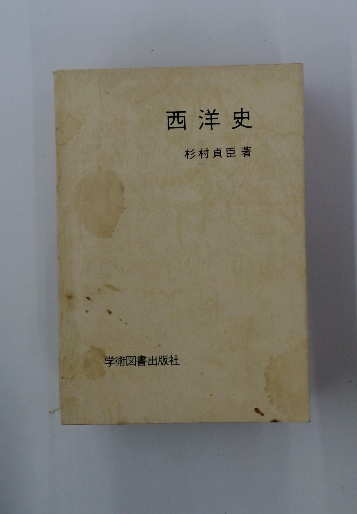 西洋史
杉村貞臣著
学術図書出版社